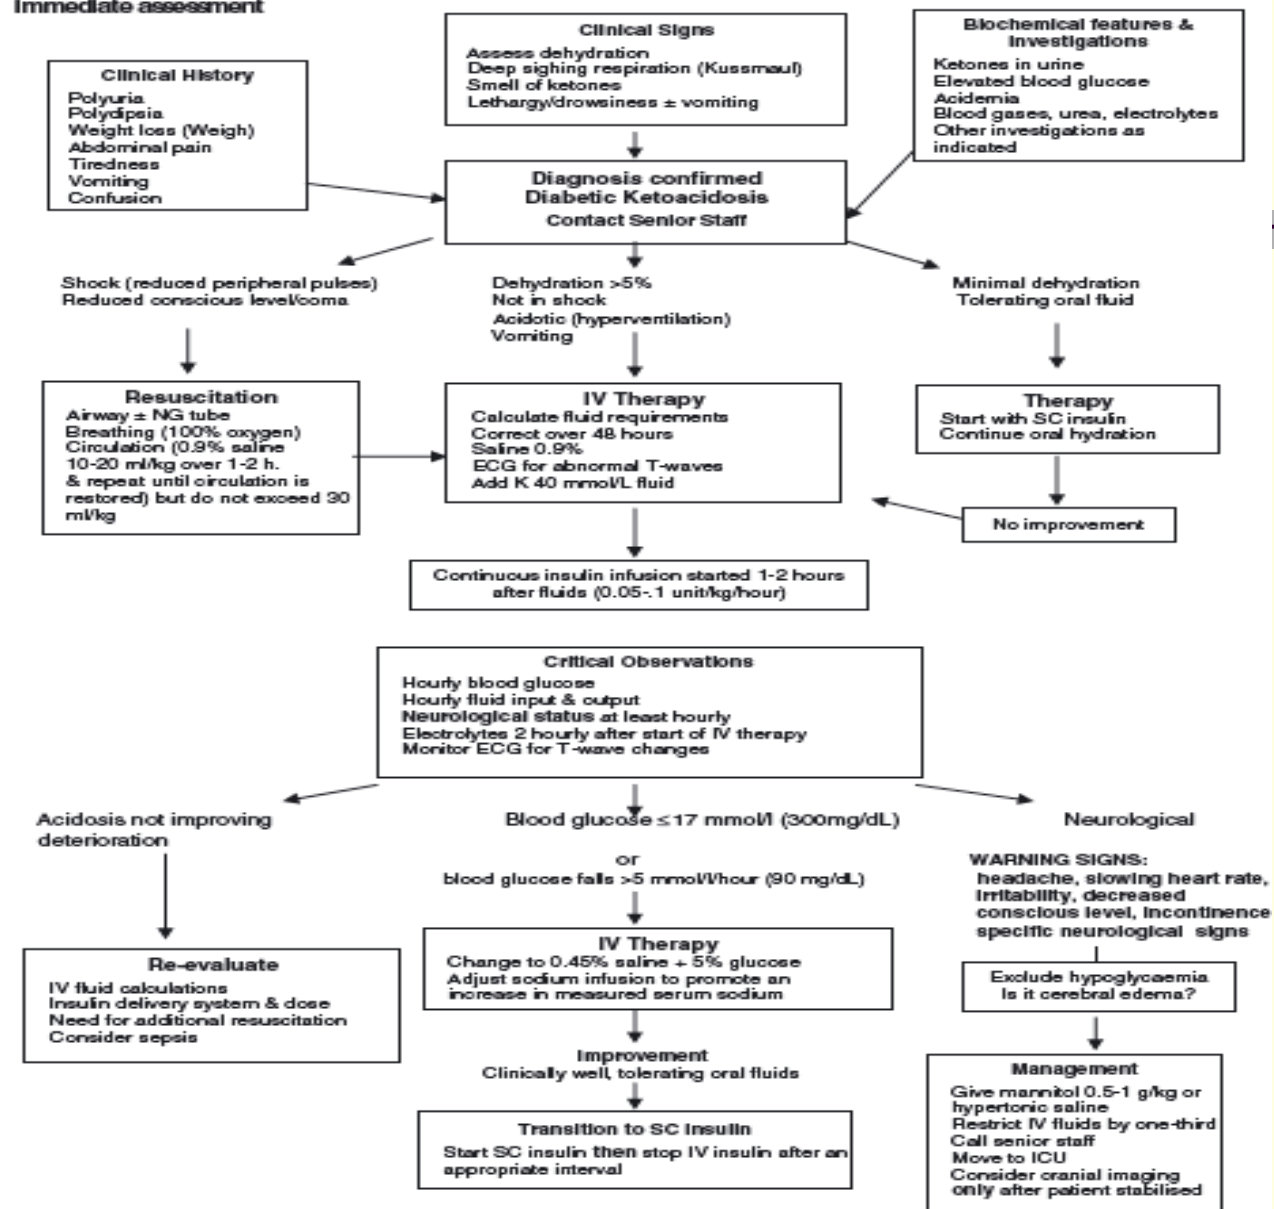 Immediate assessment
Clinical History
Polyuria
Polydipsia
Weight loss (Weigh)
Abdominal pain
Tiredness
Vomiting
Confusion
Clinical Signs
Assess dehydration
Deep sighing respiration (Kussmaul)
Smell of ketones
Lethargy/drowsiness ± vomiting
Biochemical features &
investigations
Ketones in urine
Elevated blood glucose
Acidemia
Blood gases, urea, electrolytes
Other investigations as
indicated
Diagnosis confirmed
Diabetic Ketoacidosis
Contact Senior Staff
Shock (reduced peripheral pulses)
Reduced conscious level/coma
Dehydration >5%
Not in shock
Acidotic (hyperventilation)
Vomiting
Minimal dehydration
Tolerating oral fluid
Resuscitation
Airway ± NG tube
Breathing (100% oxygen)
Circulation (0.9% saline
10-20 ml/kg over 1-2 h.
& repeat until circulation is
restored) but do not exceed 30
ml/kg
IV Therapy
Calculate fluid requirements
Correct over 48 hours
Saline 0.9%
ECG for abnormal T-waves
Add K 40 mmol/L fluid
Therapy
Start with SC insulin
Continue oral hydration
No improvement
Continuous insulin infusion started 1-2 hours
after fluids (0.05-.1 unit/kg/hour)
Critical Observations
Hourly blood glucose
Hourly fluid input & output
Neurological status at least hourly
Electrolytes 2 hourly after start of IV therapy
Monitor ECG for T-wave changes
Acidosis not improving
deterioration
Blood glucose ≤17 mmol/l (300mg/dL)
or
blood glucose falls >5 mmol/l/hour (90 mg/dL)
Neurological
WARNING SIGNS:
headache, slowing heart rate,
irritability, decreased
conscious level, incontinence
specific neurological signs
Re-evaluate
IV fluid calculations
Insulin delivery system & dose
Need for additional resuscitation
Consider sepsis
IV Therapy
Change to 0.45% saline + 5% glucose
Adjust sodium infusion to promote an
increase in measured serum sodium
Exclude hypoglycaemia
Is it cerebral edema?
Improvement
Clinically well, tolerating oral fluids
Transition to SC Insulin
Start SC insulin then stop IV insulin after an
appropriate interval
Management
Give mannitol 0.5-1 g/kg or
hypertonic saline
Restrict IV fluids by one-third
Call senior staff
Move to ICU
Consider cranial imaging
only after patient stabilised